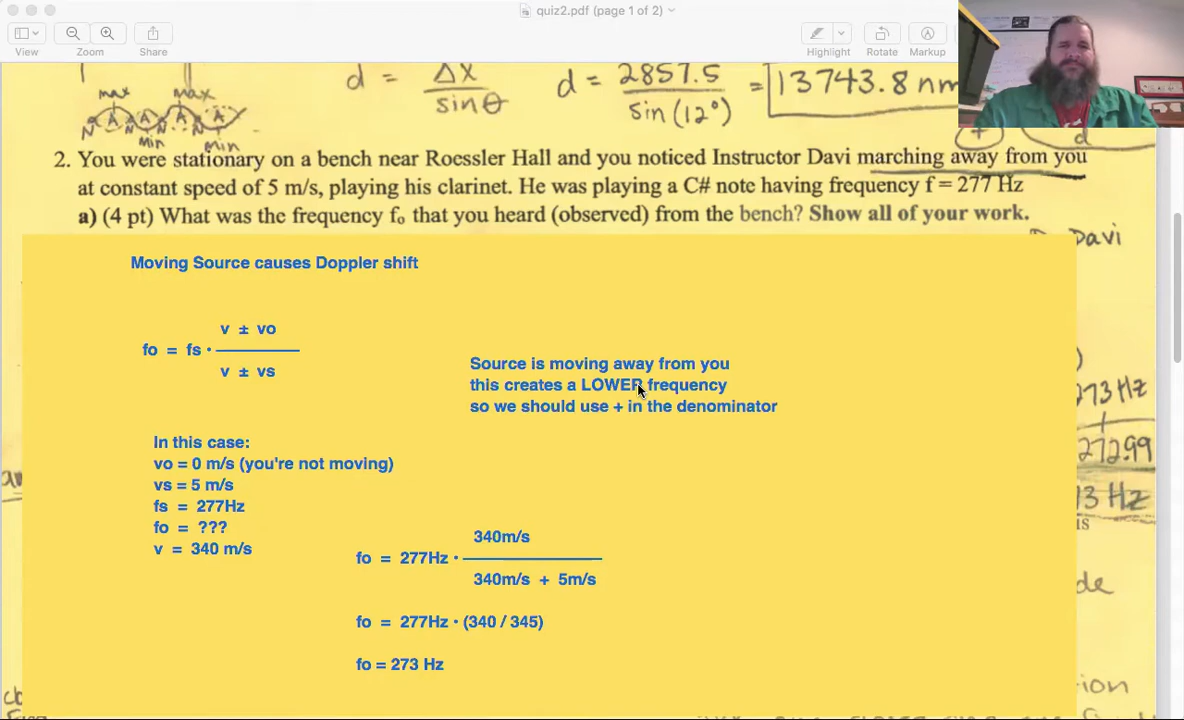 quiz2.pdf (page 1 of 2)
View
Zoom
Share
Highlight
Rotate
Markup
max max
d = Δx / sinθ d = 2857.5 / sin(12°) = 13743.8 nm
N A N A N A N A
Min min
+ d
2. You were stationary on a bench near Roessler Hall and you noticed Instructor Davi marching away from you
at constant speed of 5 m/s, playing his clarinet. He was playing a C# note having frequency f = 277 Hz
a) (4 pt) What was the frequency fₒ that you heard (observed) from the bench? Show all of your work.
Davi
Moving Source causes Doppler shift
v ± vo
fo = fs ·
v ± vs
Source is moving away from you
this creates a LOWER frequency
so we should use + in the denominator
273 Hz
In this case:
vo = 0 m/s (you're not moving)
vs = 5 m/s
fs = 277Hz
fo = ???
v = 340 m/s
272.99
3 Hz
is
340m/s
fo = 277Hz ·
340m/s + 5m/s
de
fo = 277Hz · (340 / 345)
fo = 273 Hz
ion